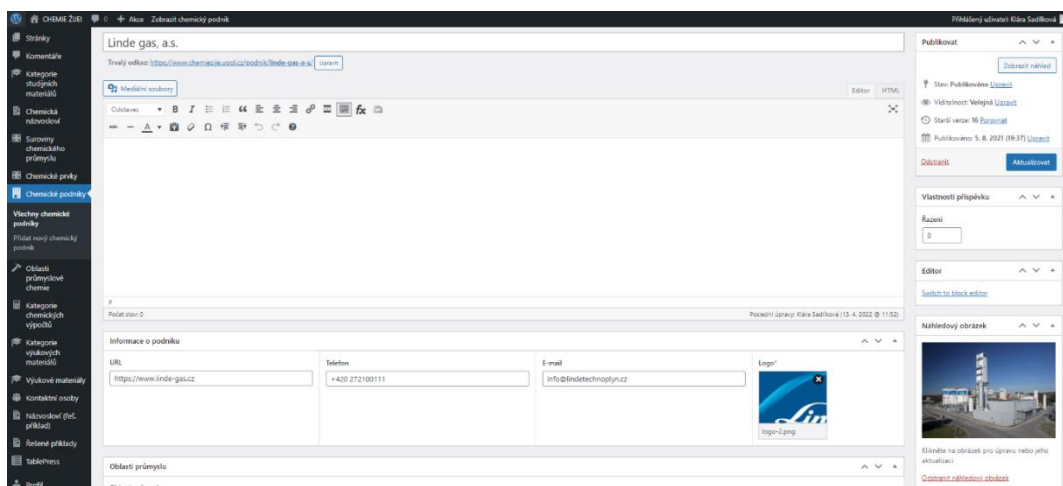 CHEMIE ŽIJE! 0 + Akce Zobrazit chemický podnik
Přihlášený uživatel: Klára Sadílková
Stránky
Komentáře
Kategorie
studijních
materiálů
Chemická
názvosloví
Suroviny
chemického
průmyslu
Chemické prvky
Chemické podniky
Všechny chemické
podniky
Přidat nový chemický
podnik
Oblasti
průmyslové
chemie
Kategorie
chemických
výpočtů
Kategorie
výukových
materiálů
Výukové materiály
Kontaktní osoby
Názvosloví (řeš.
příklad)
Řešené příklady
TablePress
Profil
Linde gas, a.s.
Trvalý odkaz: https://www.chemiezije.uool.cz/podnik/linde-gas-a-s/ Upravit
Mediální soubory
Editor HTML
Odstavec
P
Počet slov: 0
Poslední úpravy: Klára Sadílková (13. 4. 2022 @ 11:52)
Informace o podniku
URL
https://www.linde-gas.cz
Telefon
+420 272100111
E-mail
info@lindetechnoplyn.cz
Logo*
Lin
logo-2.png
Oblasti průmyslu
Publikovat
Zobrazit náhled
Stav: Publikováno Upravit
Viditelnost: Veřejná Upravit
Starší verze: 16 Porovnat
Publikováno: 5. 8. 2021 (19:37) Upravit
Odstranit
Aktualizovat
Vlastnosti příspěvku
Řazení
0
Editor
Switch to block editor
Náhledový obrázek
Klikněte na obrázek pro úpravu nebo jeho
aktualizaci
Odstranit náhledový obrázek